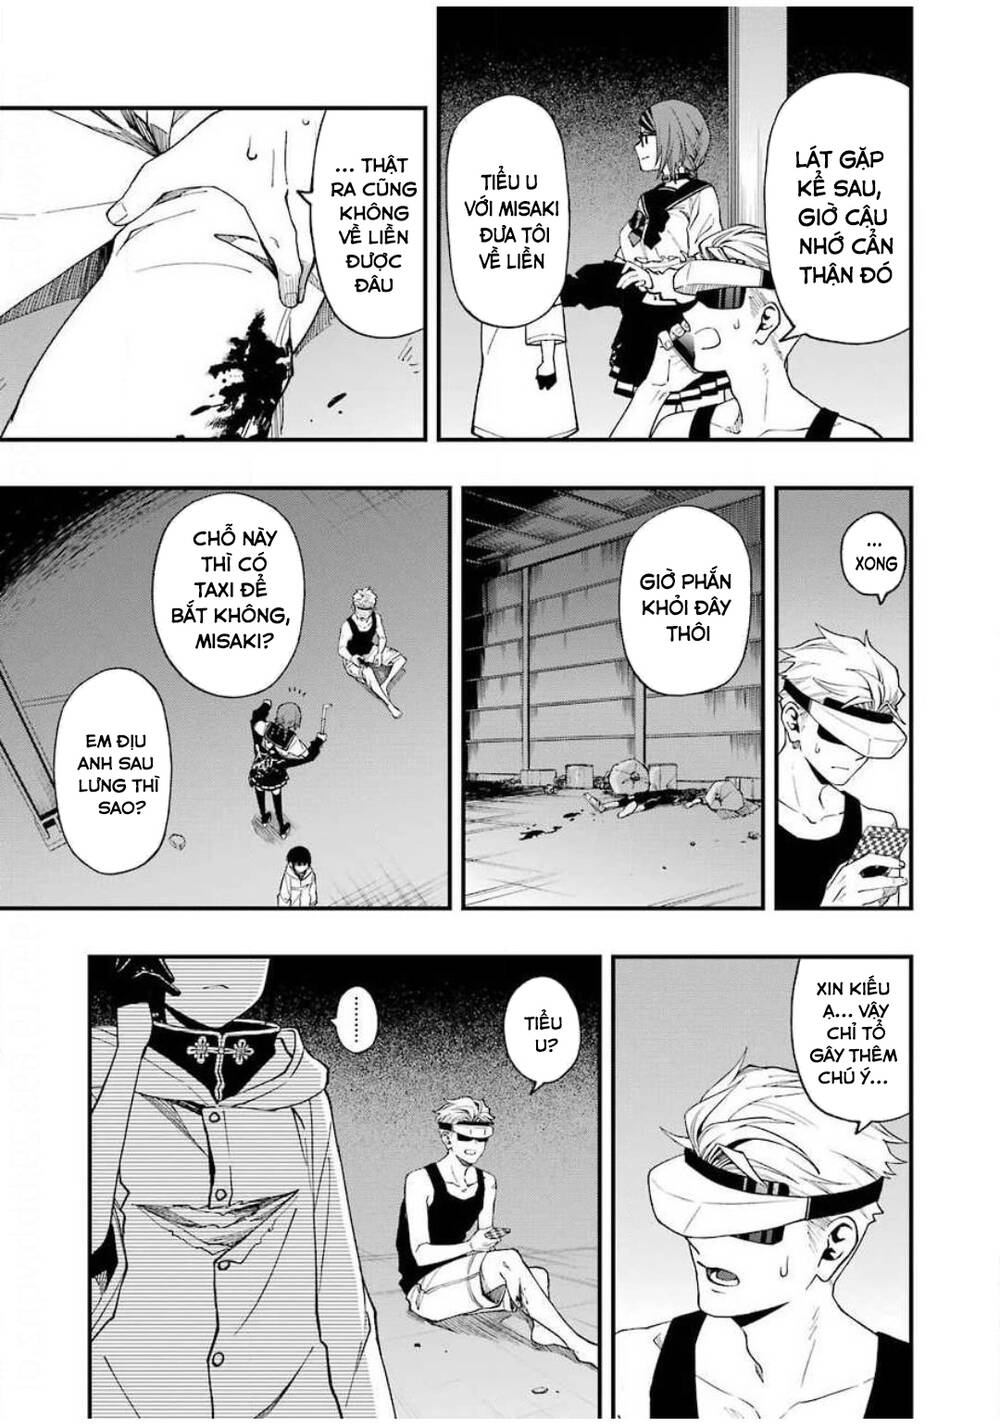 LÁT GẶP
KỂ SAU,
GIỜ CẬU
NHỚ CẨN
THẬN ĐÓ
TIỂU U
VỚI MISAKI
ĐƯA TÔI
VỀ LIỀN
... THẬT
RA CŨNG
KHÔNG
VỀ LIỀN
ĐƯỢC
ĐÂU
...
XONG
GIỜ PHẮN
KHỎI ĐÂY
THÔI
CHỖ NÀY
THÌ CÓ
TAXI ĐỂ
BẮT KHÔNG,
MISAKI?
EM ĐỊU
ANH SAU
LƯNG THÌ
SAO?
XIN KIẾU
Ạ... VẬY
CHỈ TỔ
GÂY THÊM
CHÚ Ý...
TIỂU
U?
......